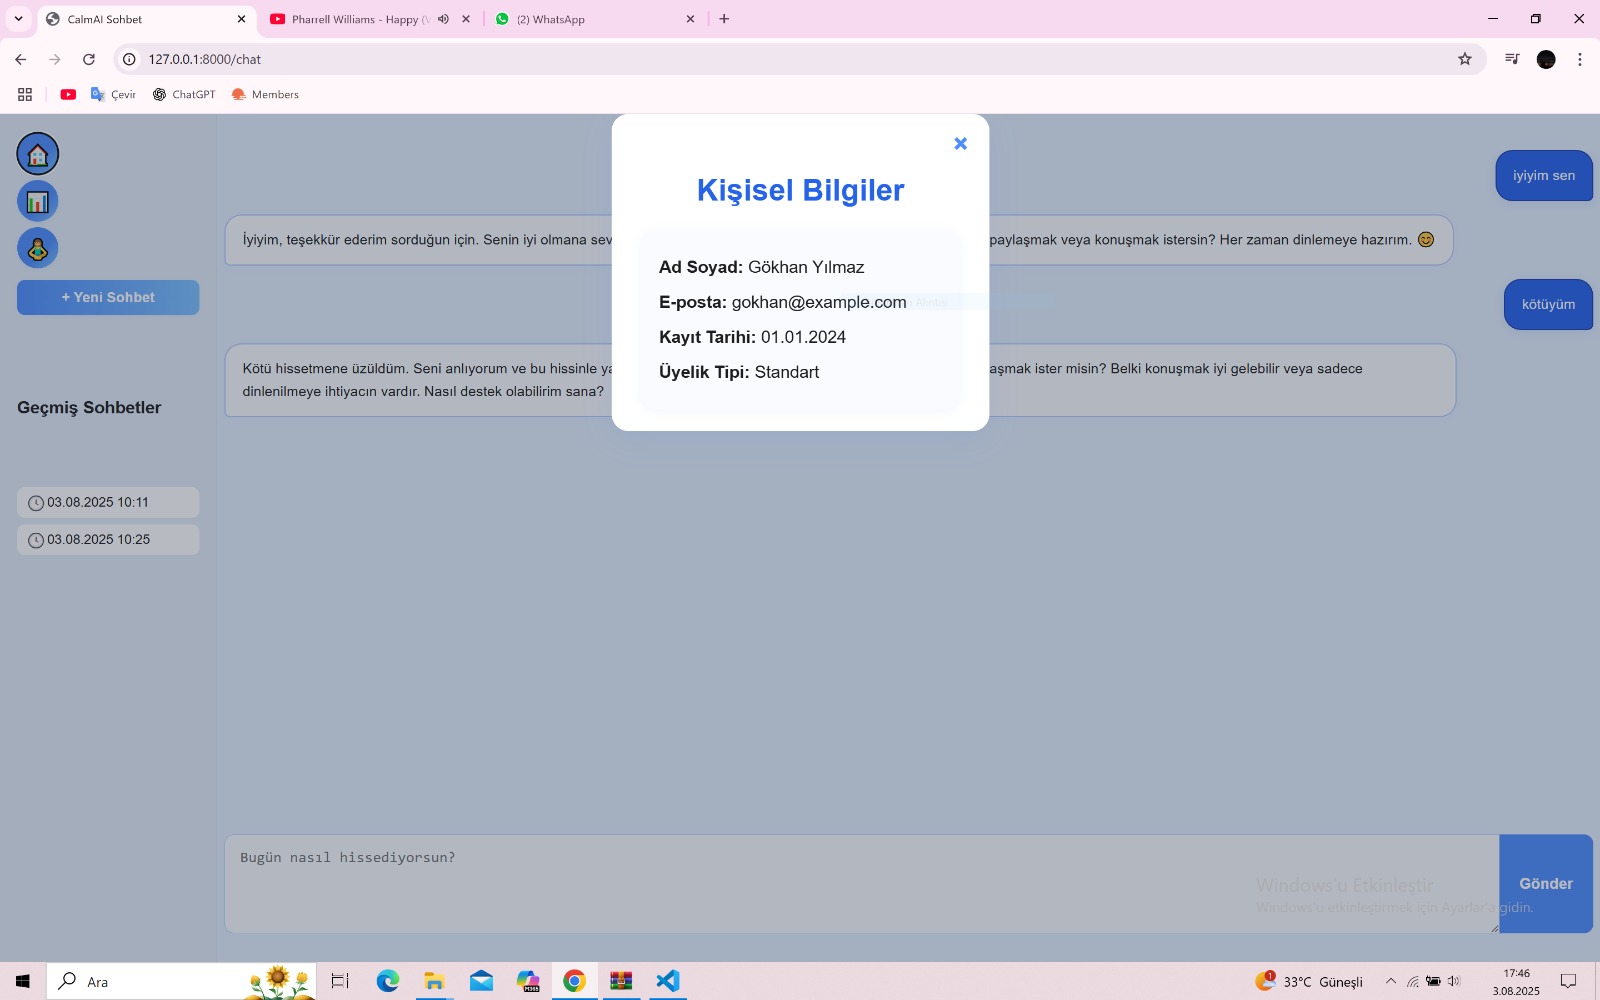 CalmAI Sohbet
Pharrell Williams - Happy (
(2) WhatsApp
127.0.0.1:8000/chat
Çevir
ChatGPT
Members
+ Yeni Sohbet
Geçmiş Sohbetler
03.08.2025 10:11
03.08.2025 10:25
iyiyim sen
İyiyim, teşekkür ederim sorduğun için. Senin iyi olmana sev
paylaşmak veya konuşmak istersin? Her zaman dinlemeye hazırım. 😊
kötüyüm
Kötü hissetmene üzüldüm. Seni anlıyorum ve bu hissinle
aşmak ister misin? Belki konuşmak iyi gelebilir veya sadece
dinlenilmeye ihtiyacın vardır. Nasıl destek olabilirim sana?
Kişisel Bilgiler
Ad Soyad: Gökhan Yılmaz
E-posta: gokhan@example.com
Kayıt Tarihi: 01.01.2024
Üyelik Tipi: Standart
Bugün nasıl hissediyorsun?
Gönder
Windows'u Etkinleştir
Windows'u etkinleştirmek için Ayarlar'a gidin.
Ara
M365
1
33°C Güneşli
17:46
3.08.2025